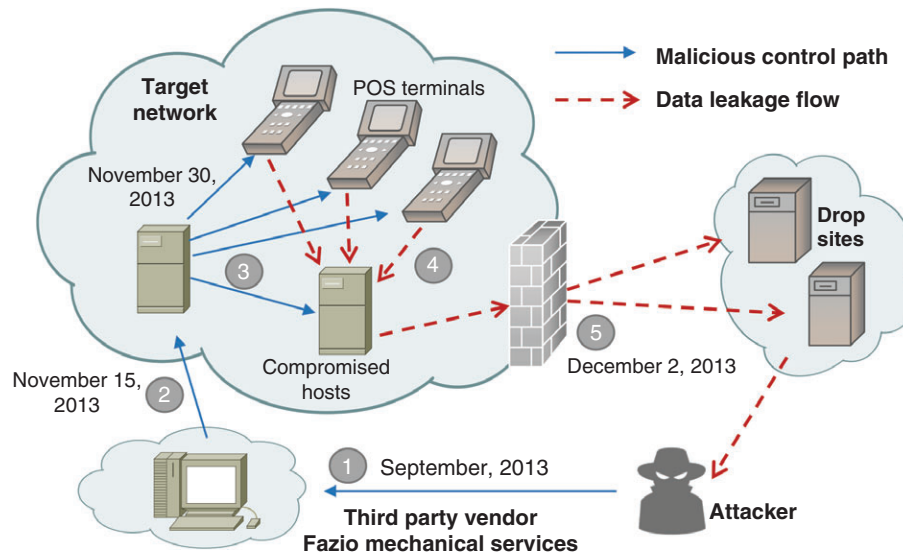 Malicious control path
Data leakage flow
Target
network
POS terminals
November 30,
2013
3
4
Drop
sites
Compromised
hosts
5
December 2, 2013
November 15,
2013
2
1
September, 2013
Third party vendor
Fazio mechanical services
Attacker